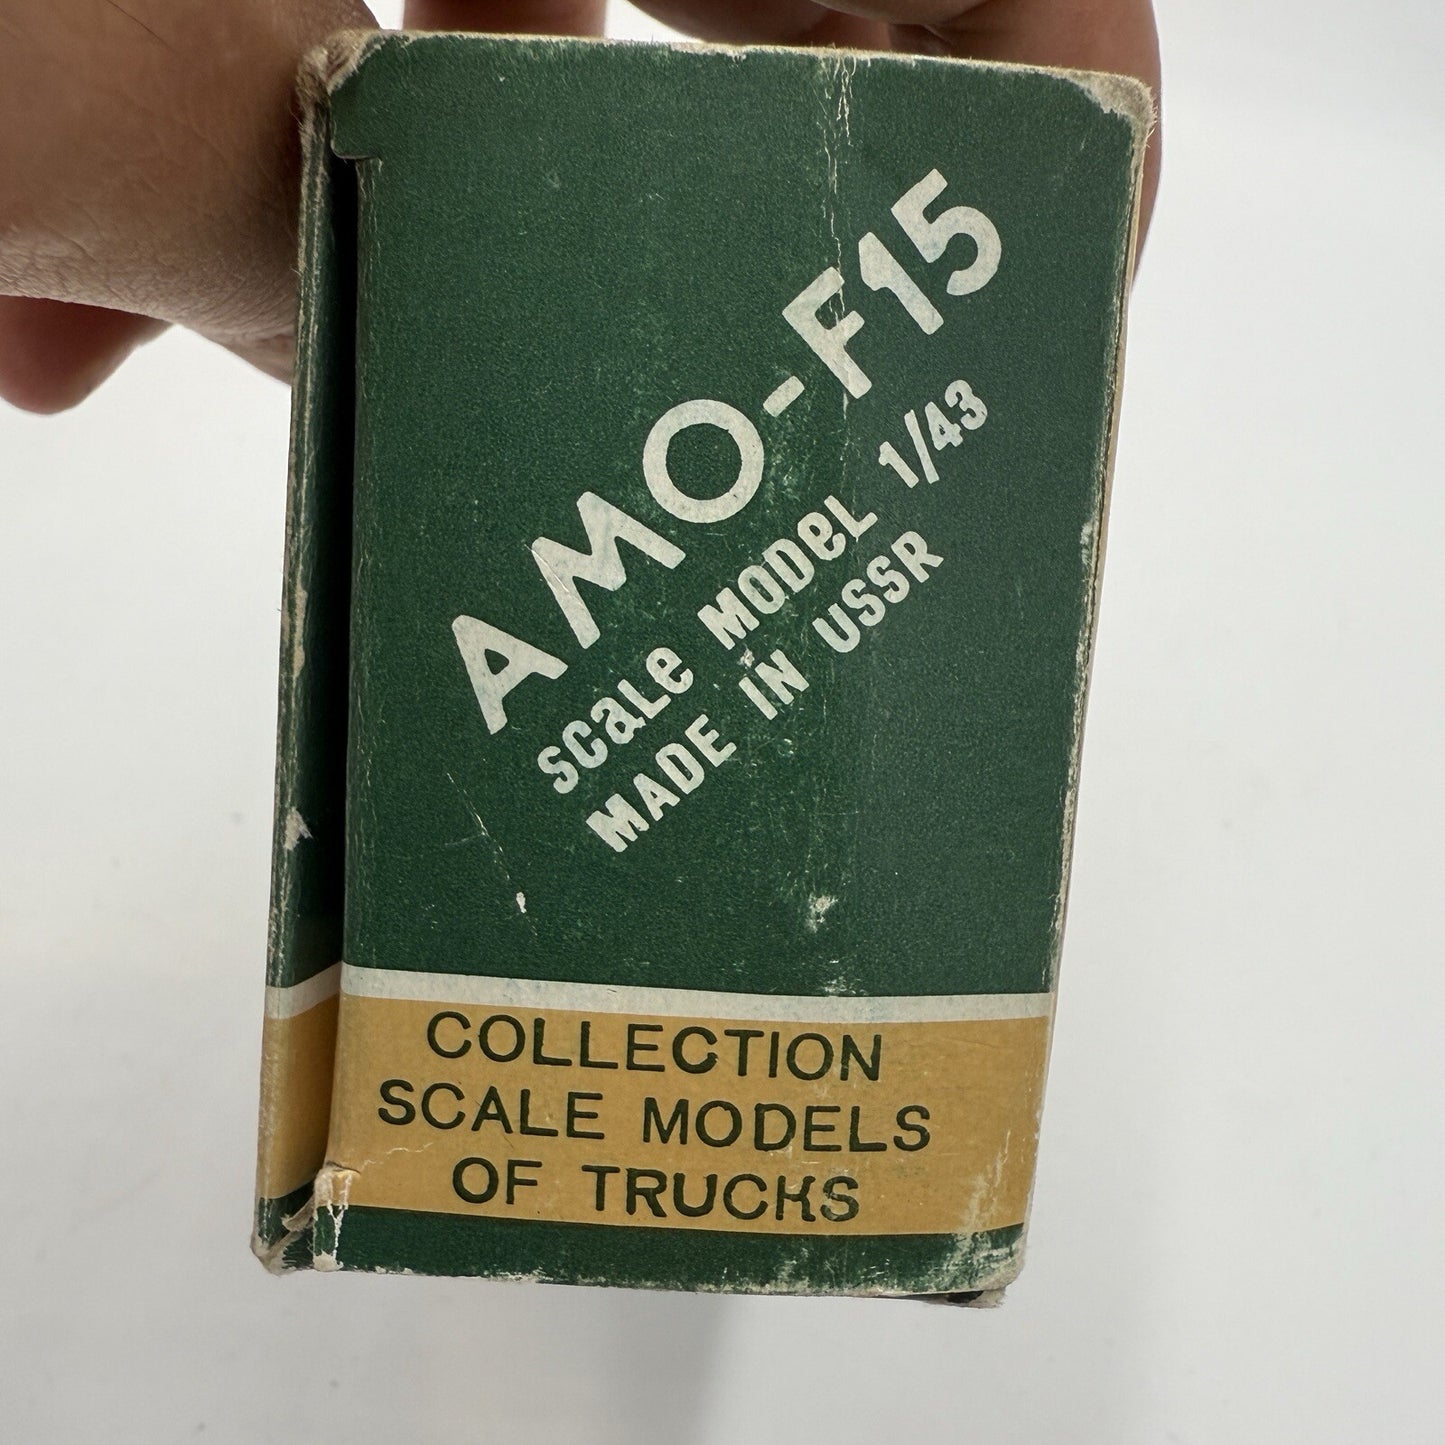 AMO-F15
scale model 1/43
MADE IN USSR
COLLECTION
SCALE MODELS
OF TRUCKS